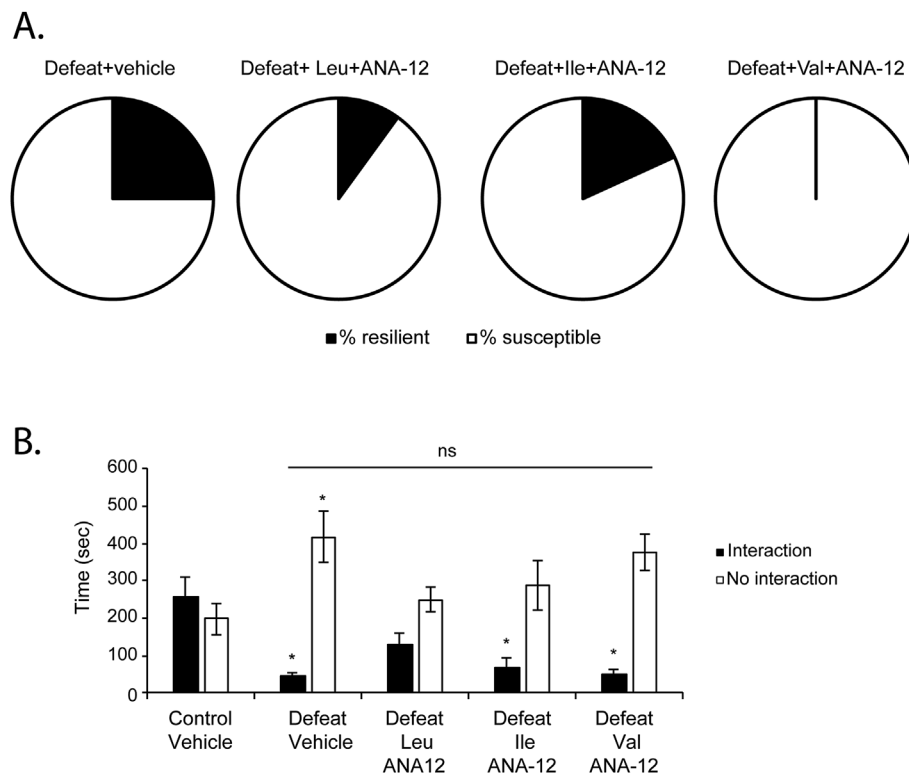 A.
Defeat+vehicle
Defeat+ Leu+ANA-12
Defeat+Ile+ANA-12
Defeat+Val+ANA-12
% resilient
% susceptible
B.
ns
600
500
400
300
200
100
0
Time (sec)
*
*
*
*
Interaction
No interaction
Control
Vehicle
Defeat
Vehicle
Defeat
Leu
ANA12
Defeat
Ile
ANA-12
Defeat
Val
ANA-12